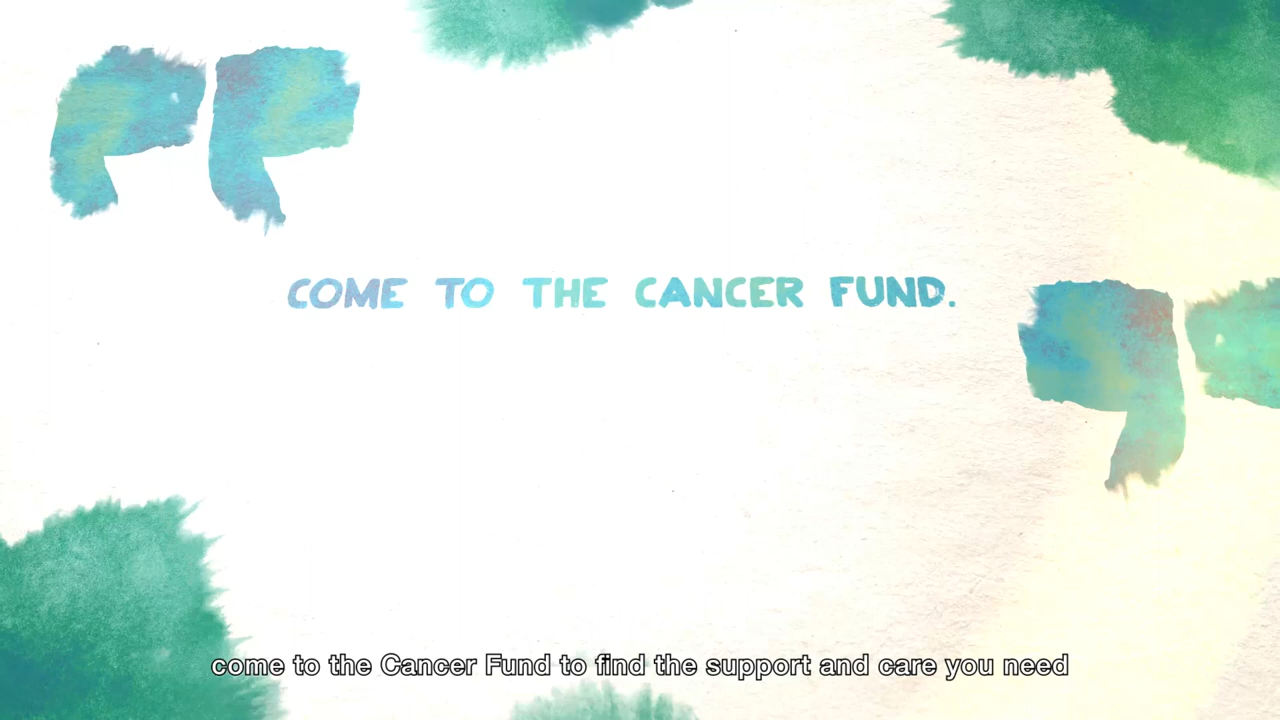 COME TO THE CANCER FUND.
come to the Cancer Fund to find the support and care you need